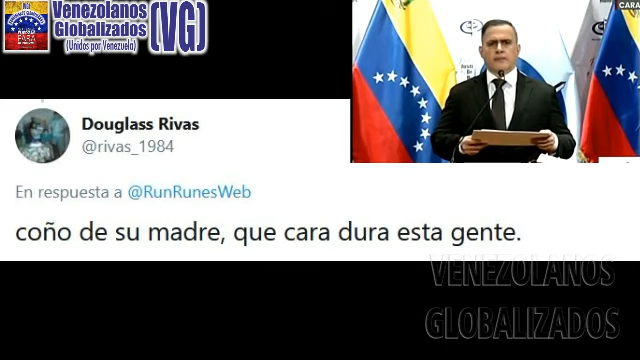 Venezolanos
Globalizados
(Unidos por Venezuela)
(VG)
CARA
Douglass Rivas
@rivas_1984
En respuesta a @RunRunesWeb
coño de su madre, que cara dura esta gente.
VENEZOLANOS
GLOBALIZADOS